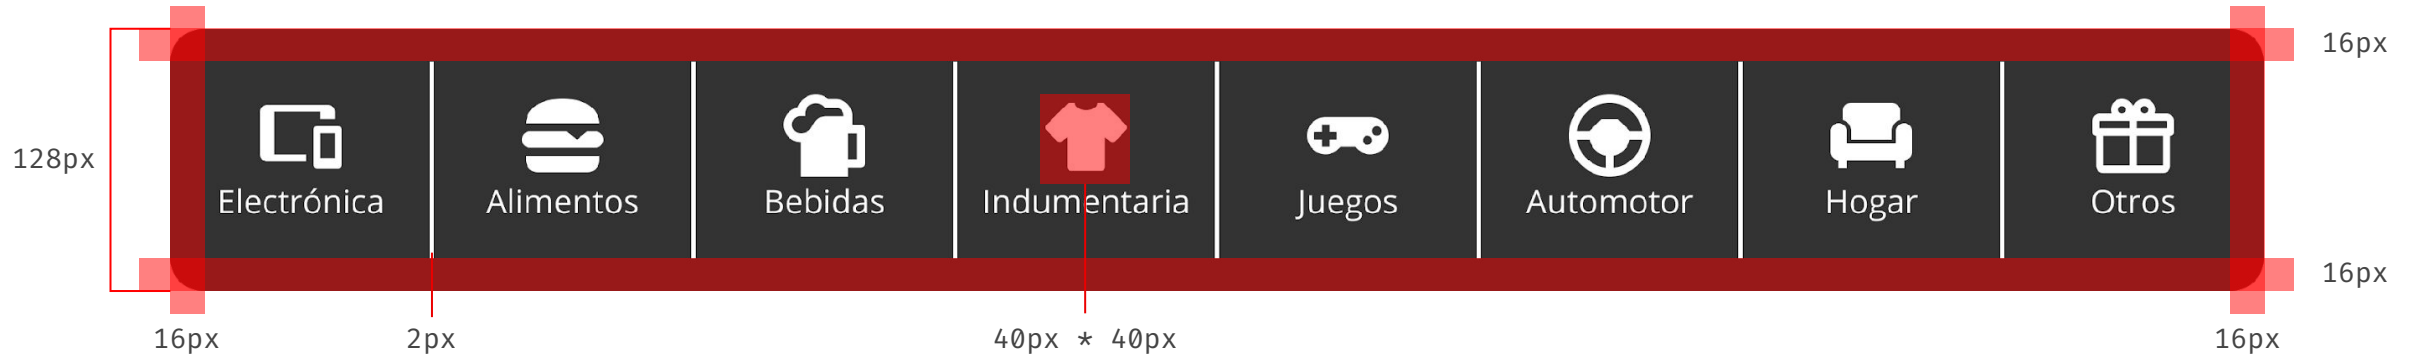 16px
128px
Electrónica
Alimentos
Bebidas
Indumentaria
Juegos
Automotor
Hogar
Otros
16px
16px
2px
40px * 40px
16px